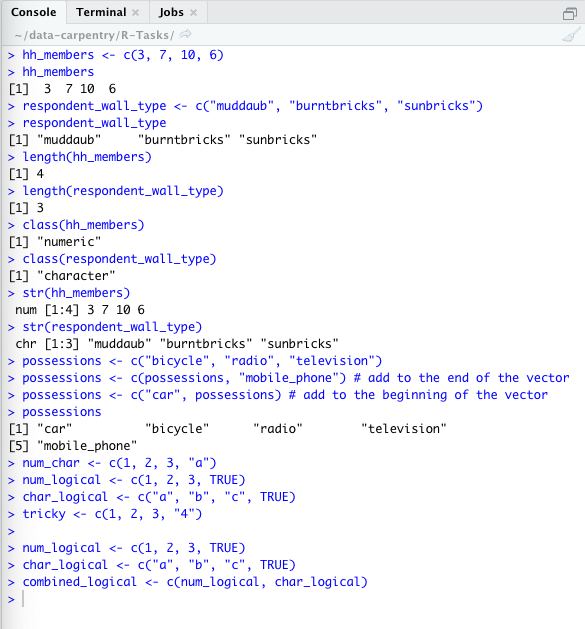 Console Terminal × Jobs ×
~/data-carpentry/R-Tasks/
> hh_members <- c(3, 7, 10, 6)
> hh_members
[1]  3  7 10  6
> respondent_wall_type <- c("muddaub", "burntbricks", "sunbricks")
> respondent_wall_type
[1] "muddaub"     "burntbricks" "sunbricks"
> length(hh_members)
[1] 4
> length(respondent_wall_type)
[1] 3
> class(hh_members)
[1] "numeric"
> class(respondent_wall_type)
[1] "character"
> str(hh_members)
 num [1:4] 3 7 10 6
> str(respondent_wall_type)
 chr [1:3] "muddaub" "burntbricks" "sunbricks"
> possessions <- c("bicycle", "radio", "television")
> possessions <- c(possessions, "mobile_phone") # add to the end of the vector
> possessions <- c("car", possessions) # add to the beginning of the vector
> possessions
[1] "car"          "bicycle"      "radio"        "television"
[5] "mobile_phone"
> num_char <- c(1, 2, 3, "a")
> num_logical <- c(1, 2, 3, TRUE)
> char_logical <- c("a", "b", "c", TRUE)
> tricky <- c(1, 2, 3, "4")
>
> num_logical <- c(1, 2, 3, TRUE)
> char_logical <- c("a", "b", "c", TRUE)
> combined_logical <- c(num_logical, char_logical)
>